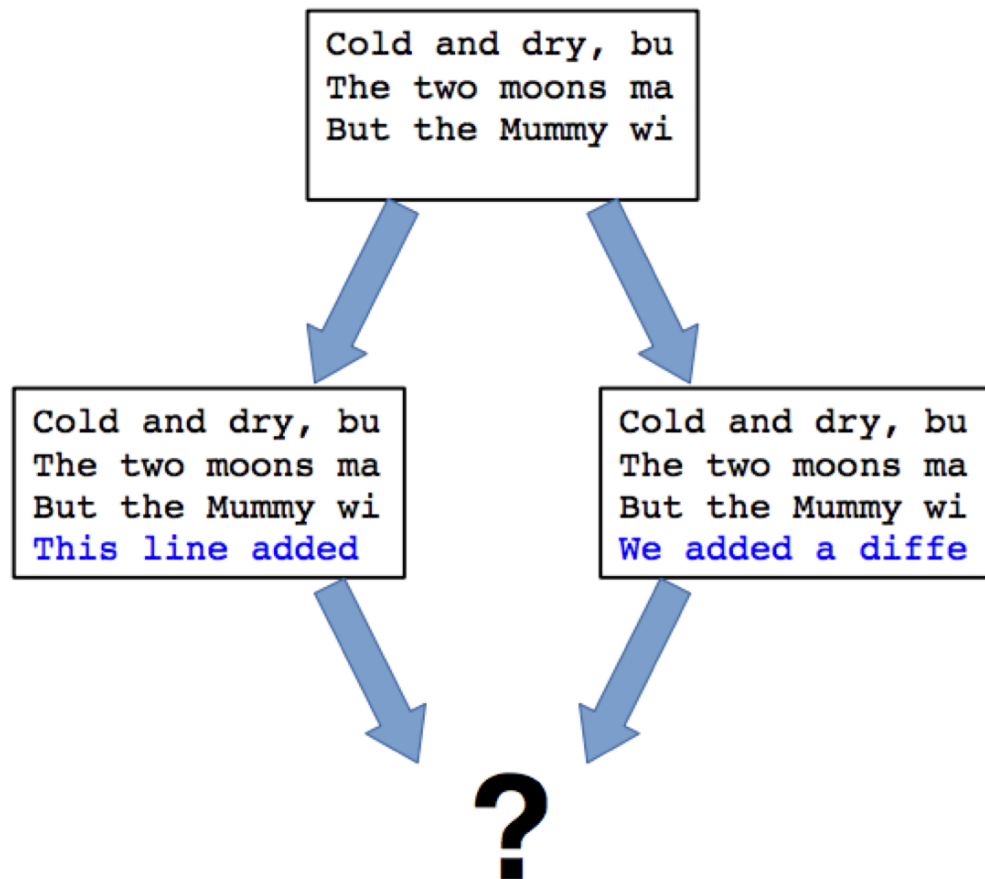 Cold and dry, bu
The two moons ma
But the Mummy wi
Cold and dry, bu
The two moons ma
But the Mummy wi
This line added
Cold and dry, bu
The two moons ma
But the Mummy wi
We added a diffe
?